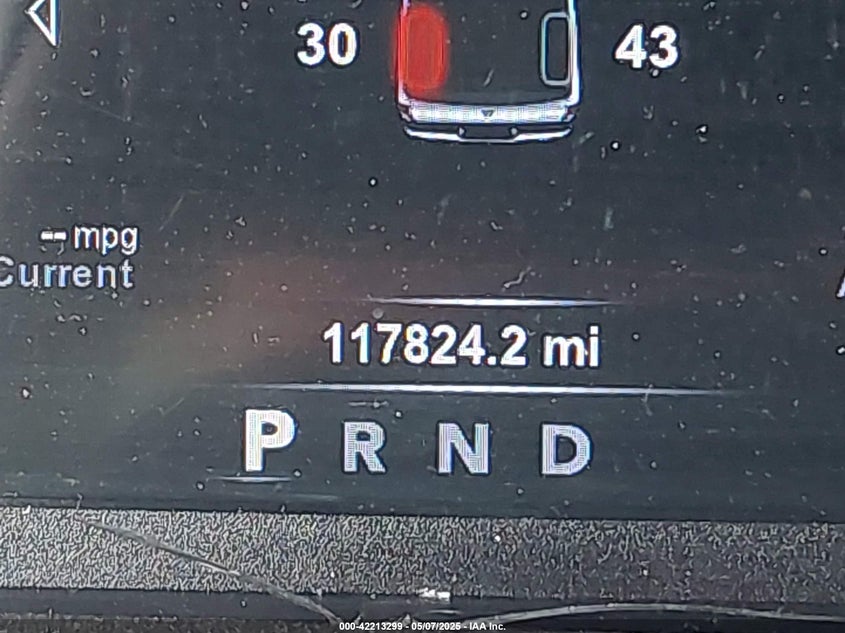 30 43
-- mpg
Current
117824.2 mi
P R N D
000-42213299 - 05/07/2025 - IAA Inc.